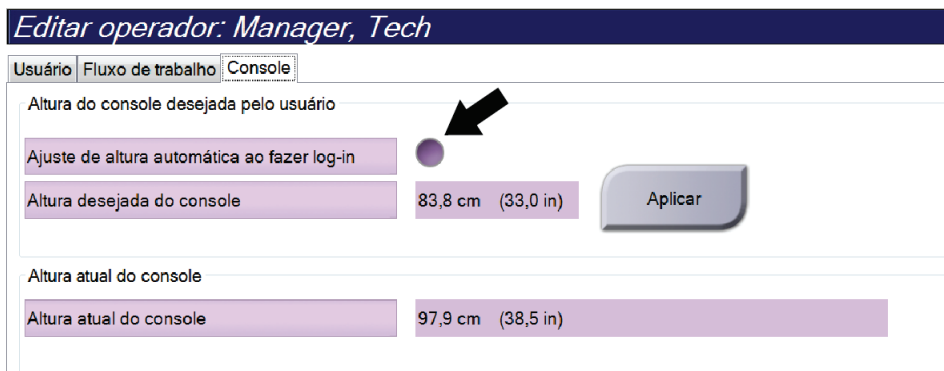 Editar operador: Manager, Tech
Usuário Fluxo de trabalho Console
Altura do console desejada pelo usuário
Ajuste de altura automática ao fazer log-in
Altura desejada do console 83,8 cm (33,0 in) Aplicar
Altura atual do console
Altura atual do console 97,9 cm (38,5 in)